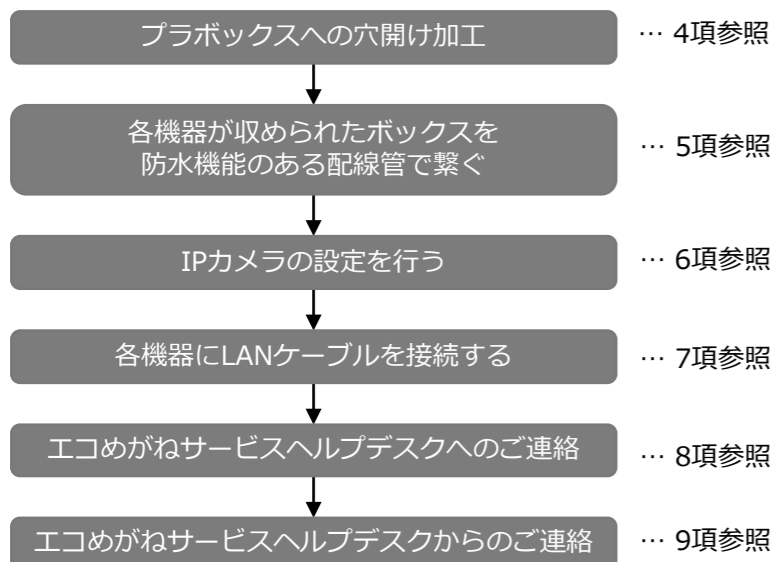 プラボックスへの穴開け加工 … 4項参照
各機器が収められたボックスを
防水機能のある配線管で繋ぐ … 5項参照
IPカメラの設定を行う … 6項参照
各機器にLANケーブルを接続する … 7項参照
エコめがねサービスヘルプデスクへのご連絡 … 8項参照
エコめがねサービスヘルプデスクからのご連絡 … 9項参照